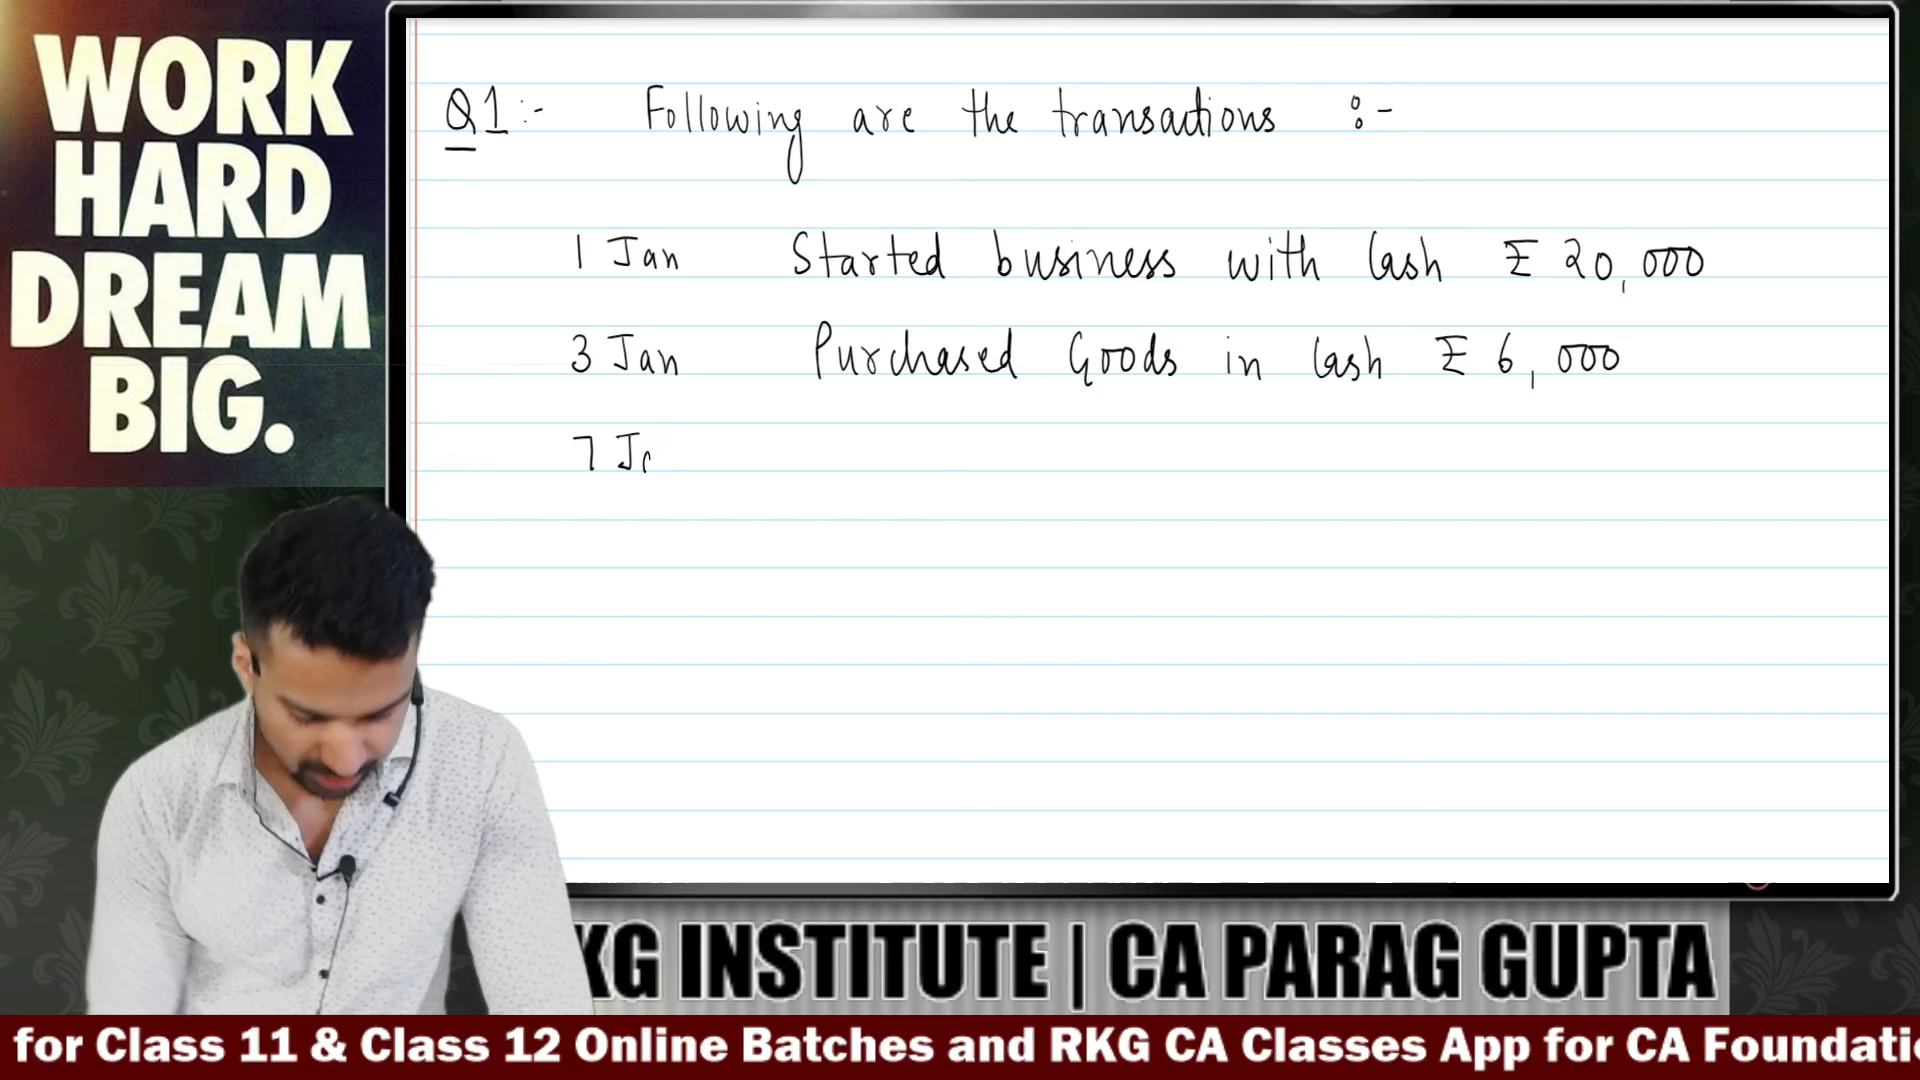 WORK
HARD
DREAM
BIG.
Q1:- Following are the transactions :-
1 Jan Started business with Cash ₹ 20,000
3 Jan Purchased Goods in Cash ₹ 6,000
7 Ja
KG INSTITUTE | CA PARAG GUPTA
for Class 11 & Class 12 Online Batches and RKG CA Classes App for CA Foundati